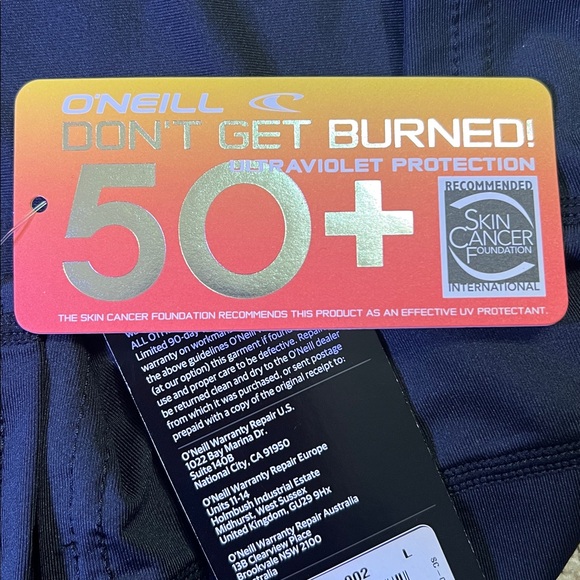 O'NEILL
DON'T GET BURNED!
50+
ULTRAVIOLET PROTECTION
RECOMMENDED
SKIN
CANCER
FOUNDATION
INTERNATIONAL
THE SKIN CANCER FOUNDATION RECOMMENDS THIS PRODUCT AS AN EFFECTIVE UV PROTECTANT.
ALL OT
Limited 90-day
warranty on workman
the above guidelines O'Neill
(at our option) this garment if found
use and proper care to be defective. Repair
be returned clean and dry to the O'Neill dealer
from which it was purchased, or sent postage
prepaid with a copy of the original receipt to:
O'Neill Warranty Repair U.S.
1022 Bay Marina Dr.
Suite 140B
National City, CA 91950
O'Neill Warranty Repair Europe
Units 11-14
Holmbush Industrial Estate
Midhurst, West Sussex
United Kingdom, GU29 9Hx
O'Neill Warranty Repair Australia
13B Clearview Place
Brookvale NSW 2100
002 L